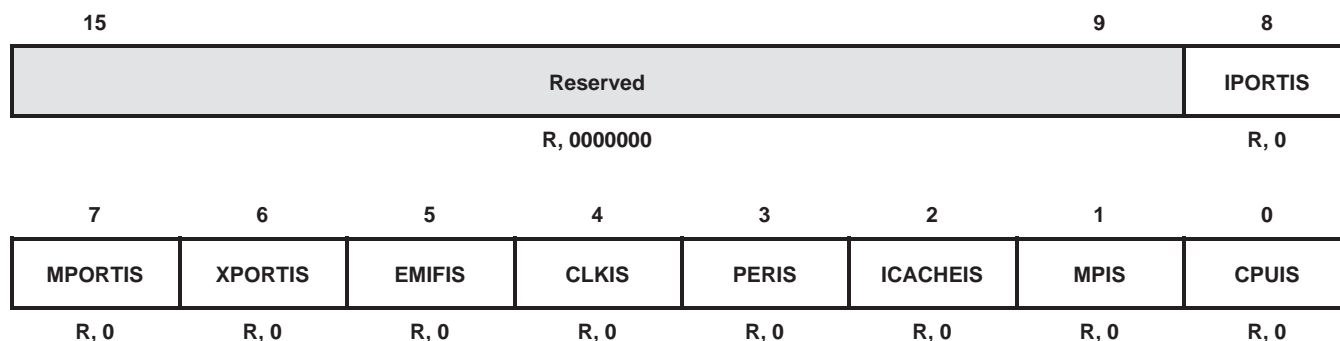 15 9 8
Reserved IPORTIS
R, 0000000 R, 0
7 6 5 4 3 2 1 0
MPORTIS XPORTIS EMIFIS CLKIS PERIS ICACHEIS MPIS CPUIS
R, 0 R, 0 R, 0 R, 0 R, 0 R, 0 R, 0 R, 0